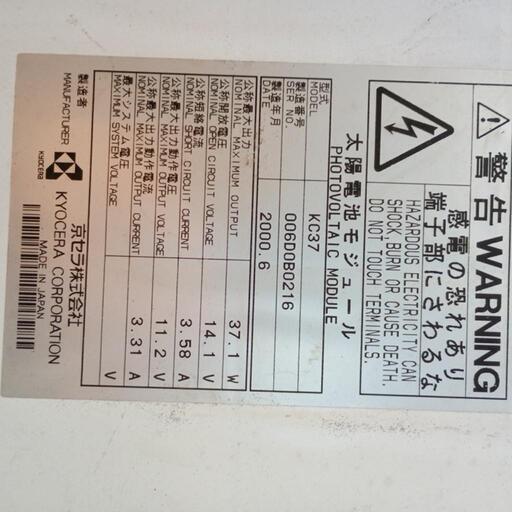 警告 WARNING
感電の恐れあり
端子部にさわるな
HAZARDOUS ELECTRICITY CAN
SHOCK, BURN OR CAUSE DEATH.
DO NOT TOUCH TERMINALS.
太陽電池モジュール
PHOTOVOLTAIC MODULE
型式
MODEL KC37
製造番号
SER NO. 00600B0216
製造年月
DATE 2000.6
公称最大出力
NOMINAL MAXIMUM OUTPUT 37.1 W
公称開放電圧
NOMINAL OPEN CIRCUIT VOLTAGE 14.1 V
公称短絡電流
NOMINAL SHORT CIRCUIT CURRENT 3.58 A
公称最大出力動作電圧
NOMINAL MAXIMUM OUTPUT VOLTAGE 11.2 V
公称最大出力動作電流
NOMINAL MAXIMUM OUTPUT CURRENT 3.31 A
最大システム電圧
MAXIMUM SYSTEM VOLTAGE V
製造者
MANUFACTURER
KYOCERA
京セラ株式会社
KYOCERA CORPORATION
MADE IN JAPAN